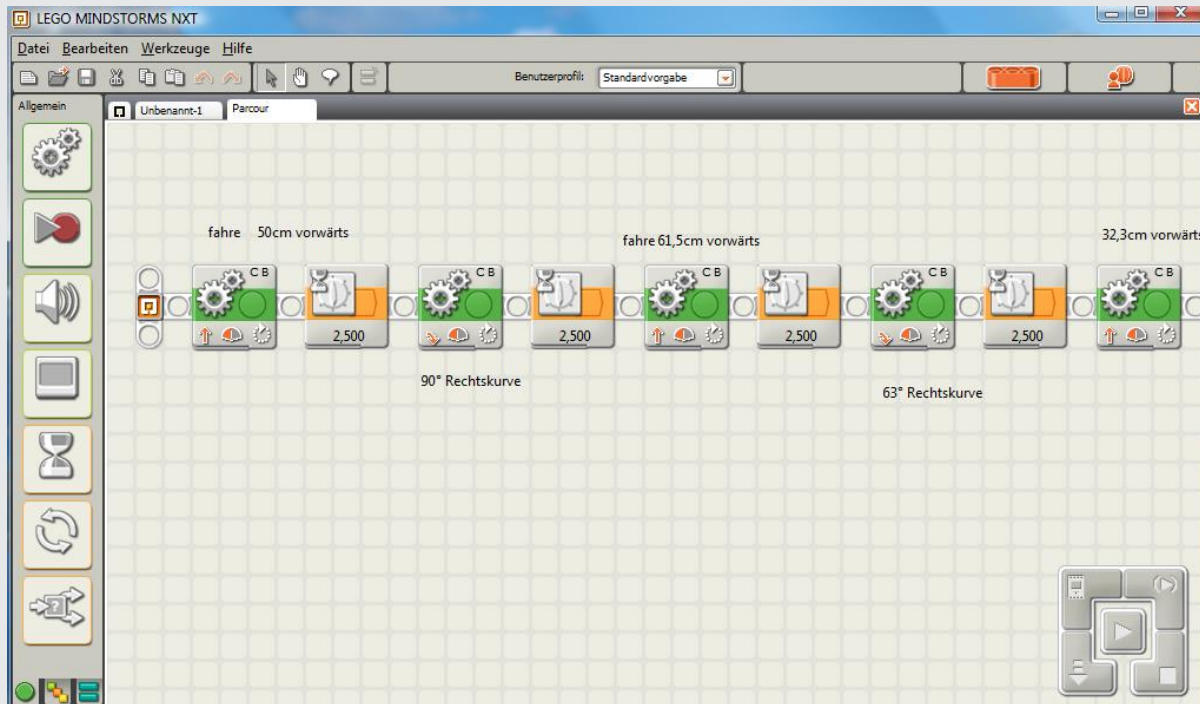 LEGO MINDSTORMS NXT
Datei Bearbeiten Werkzeuge Hilfe
Benutzerprofil: Standardvorgabe
Allgemein
Unbenannt-1 Parcour
fahre 50cm vorwärts
fahre 61,5cm vorwärts
32,3cm vorwärts
C B C B C B C B C B
2,500 2,500 2,500 2,500
90° Rechtskurve
63° Rechtskurve